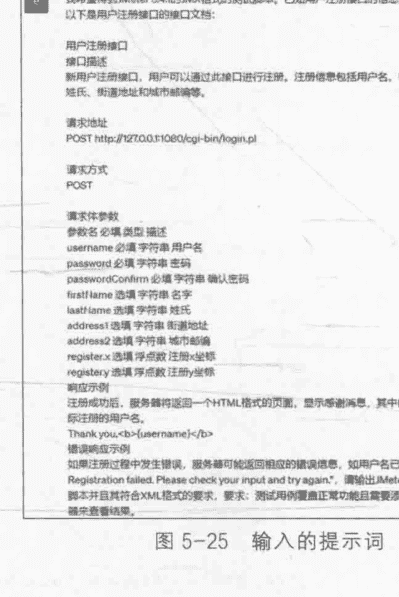 以下是用户注册接口的接口文档：
用户注册接口
接口描述
新用户注册接口，用户可以通过此接口进行注册。注册信息包括用户名、
姓氏、街道地址和城市邮编等。
请求地址
POST http://127.0.0.1:1080/cgi-bin/login.pl
请求方式
POST
请求体参数
参数名 必填 类型 描述
username 必填 字符串 用户名
password 必填 字符串 密码
passwordConfirm 必填 字符串 确认密码
firstName 选填 字符串 名字
lastName 选填 字符串 姓氏
address1 选填 字符串 街道地址
address2 选填 字符串 城市邮编
register.x 选填 浮点数 注册x坐标
register.y 选填 浮点数 注册y坐标
响应示例
注册成功后，服务器将返回一个HTML格式的页面，显示感谢消息，其中
际注册的用户名。
Thank you,<b>{username}</b>
错误响应示例
如果注册过程中发生错误，服务器可能返回相应的错误信息，如用户名已
Registration failed. Please check your input and try again."，请输出JMet
脚本并且其符合XML格式的要求，要求：测试用例覆盖正常功能且需要添
器来查看结果。
图 5-25 输入的提示词